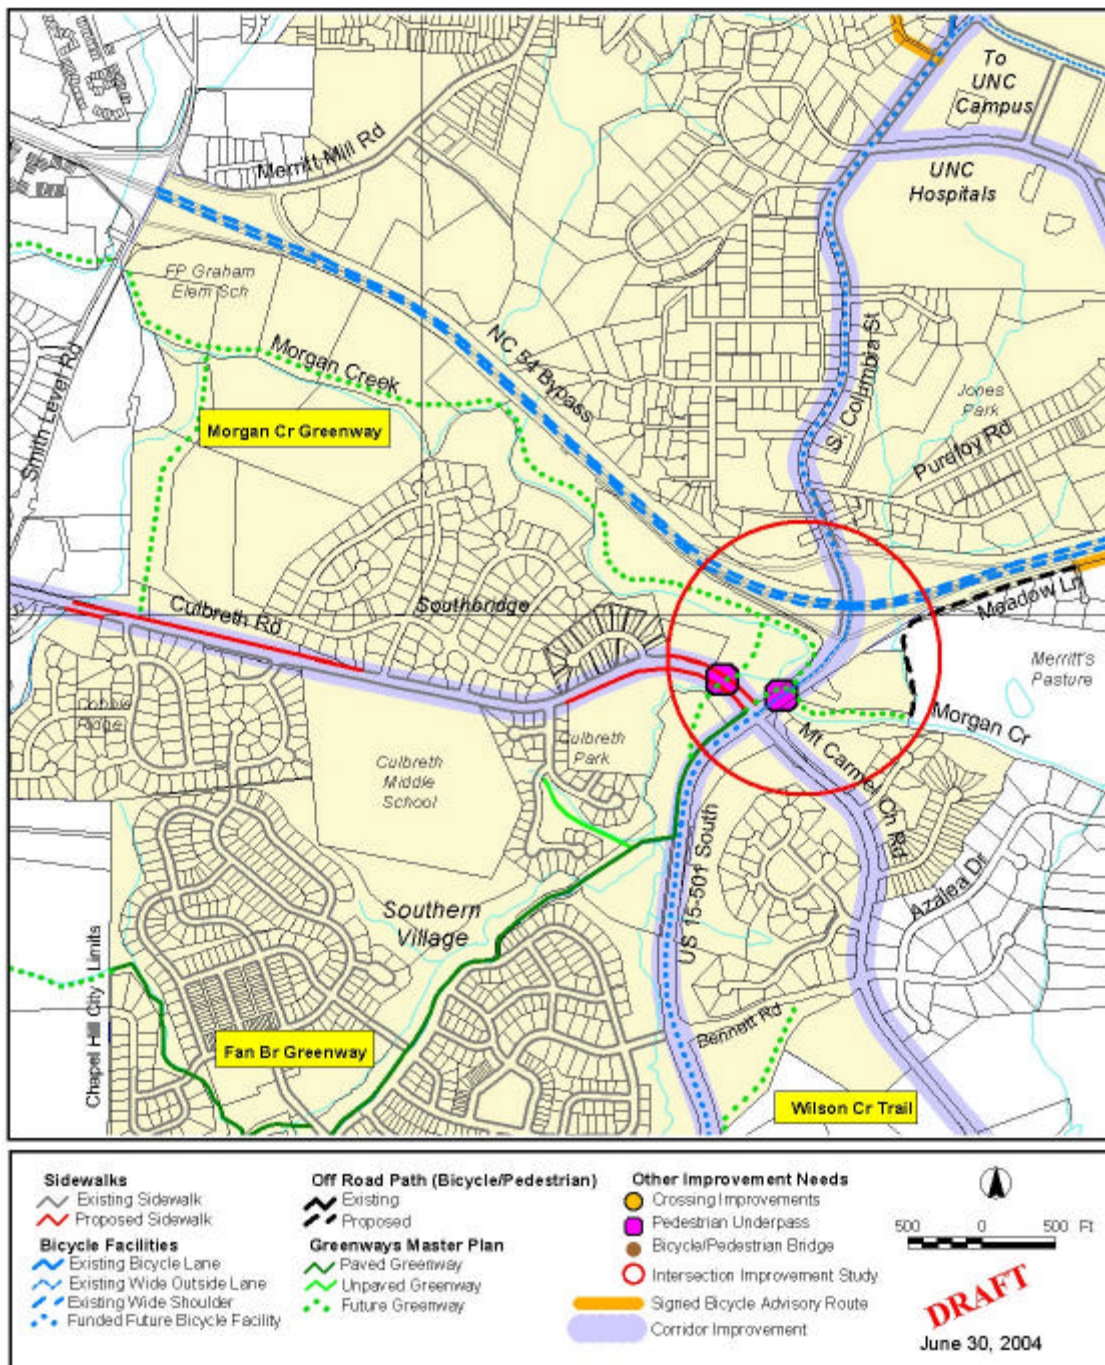 To
UNC
Campus
UNC
Hospitals
Merritt Mill Rd
FP Graham
Elem Sch
Morgan Creek
NC 54 Bypass
S. Columbia St
Jones
Park
Purefoy Rd
Smith Level Rd
Morgan Cr Greenway
Culbreth Rd
Southbridge
Meadow Ln
Merritt's
Pasture
Morgan Cr
Cobble
Ridge
Culbreth
Park
Culbreth
Middle
School
Mt Carmel Ch Rd
US 15-501 South
Azalea Dr
Southern
Village
Chapel Hill City Limits
Bennett Rd
Fan Br Greenway
Wilson Cr Trail
Sidewalks
Existing Sidewalk
Proposed Sidewalk
Bicycle Facilities
Existing Bicycle Lane
Existing Wide Outside Lane
Existing Wide Shoulder
Funded Future Bicycle Facility
Off Road Path (Bicycle/Pedestrian)
Existing
Proposed
Greenways Master Plan
Paved Greenway
Unpaved Greenway
Future Greenway
Other Improvement Needs
Crossing Improvements
Pedestrian Underpass
Bicycle/Pedestrian Bridge
Intersection Improvement Study
Signed Bicycle Advisory Route
Corridor Improvement
500 0 500 Ft
DRAFT
June 30, 2004